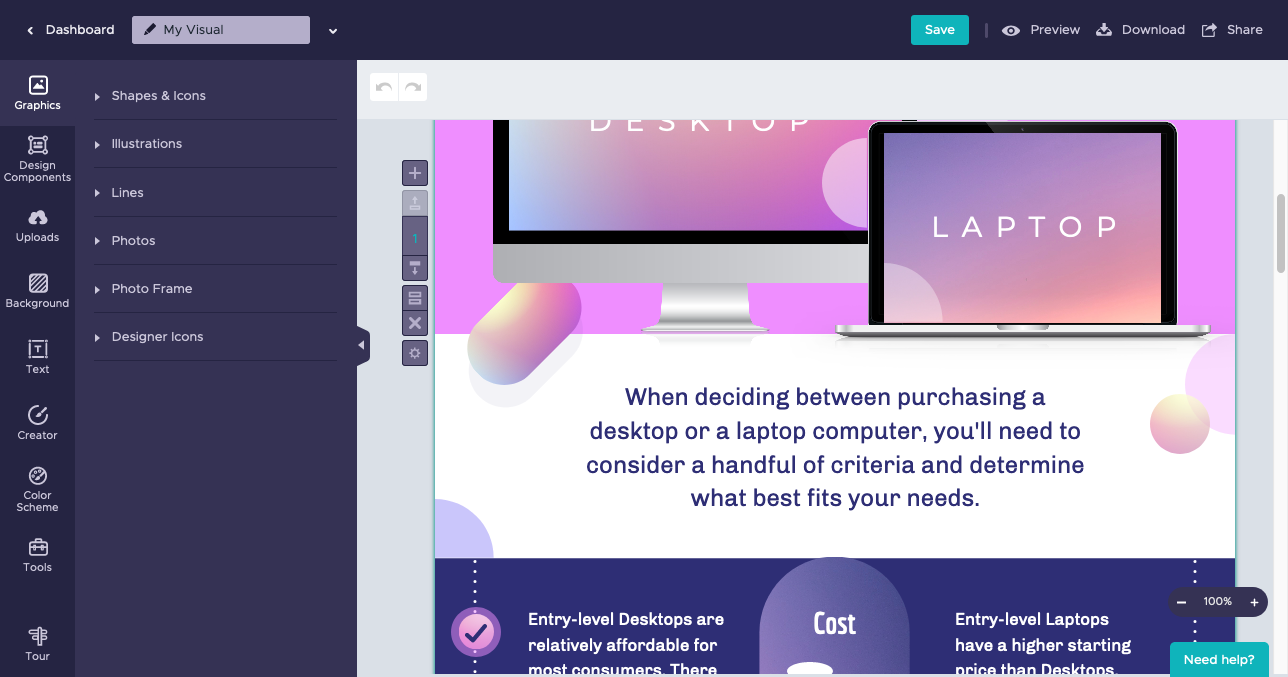 Dashboard
My Visual
Save
Preview
Download
Share
Graphics
Design
Components
Uploads
Background
Text
Creator
Color
Scheme
Tools
Tour
Shapes & Icons
Illustrations
Lines
Photos
Photo Frame
Designer Icons
1
DESKTOP
LAPTOP
When deciding between purchasing a
desktop or a laptop computer, you'll need to
consider a handful of criteria and determine
what best fits your needs.
Entry-level Desktops are
relatively affordable for
most consumers. There
Cost
Entry-level Laptops
have a higher starting
price than Desktops.
100%
Need help?